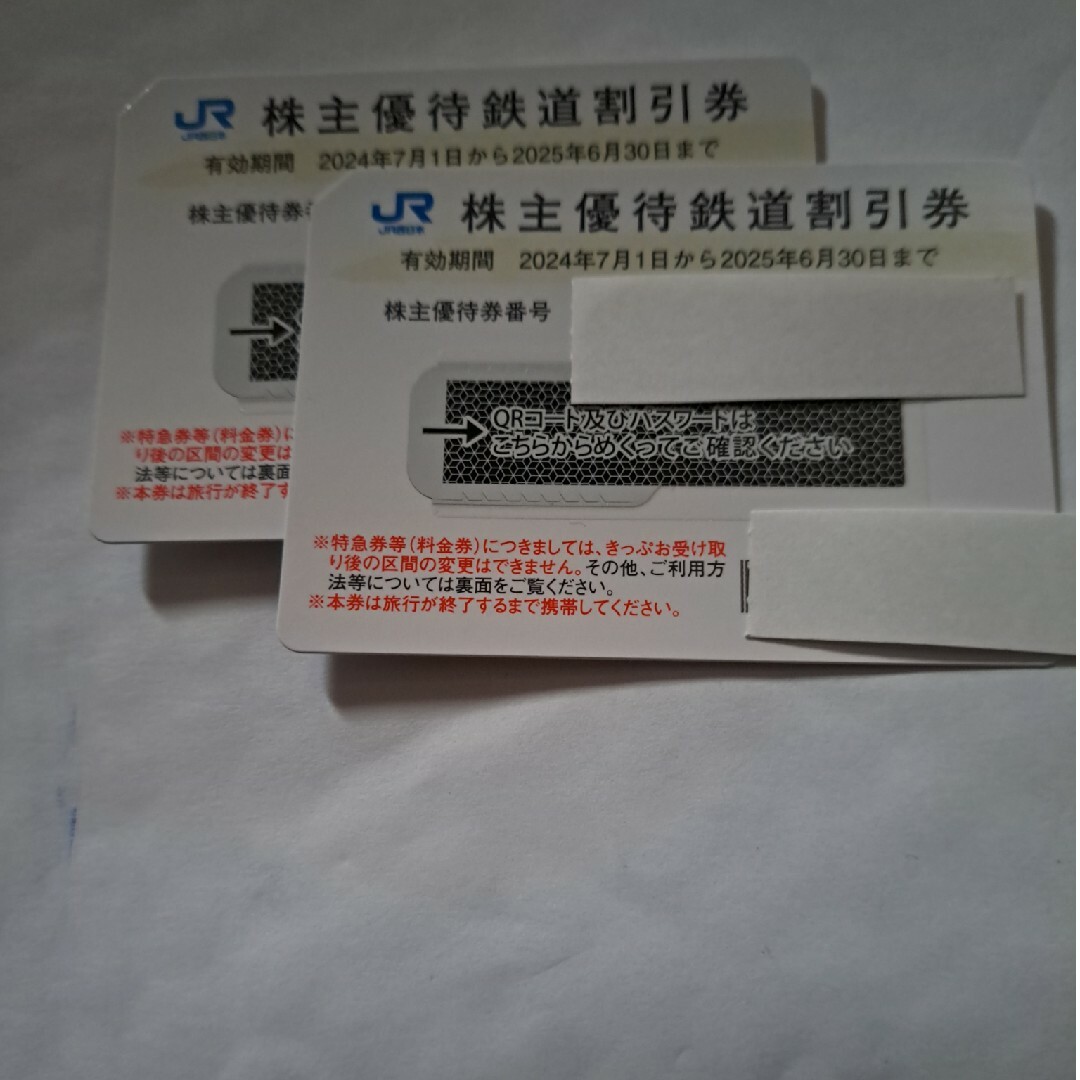 JR 株主優待鉄道割引券
JR西日本
有効期間 2024年7月1日から2025年6月30日まで
株主優待券
※特急券等(料金券)に
り後の区間の変更は
法等については裏面
※本券は旅行が終了す
JR 株主優待鉄道割引券
JR西日本
有効期間 2024年7月1日から2025年6月30日まで
株主優待券番号
QRコード及びパスワードは
こちらからめくってご確認ください
※特急券等(料金券)につきましては、きっぷお受け取
り後の区間の変更はできません。その他、ご利用方
法等については裏面をご覧ください。
※本券は旅行が終了するまで携帯してください。